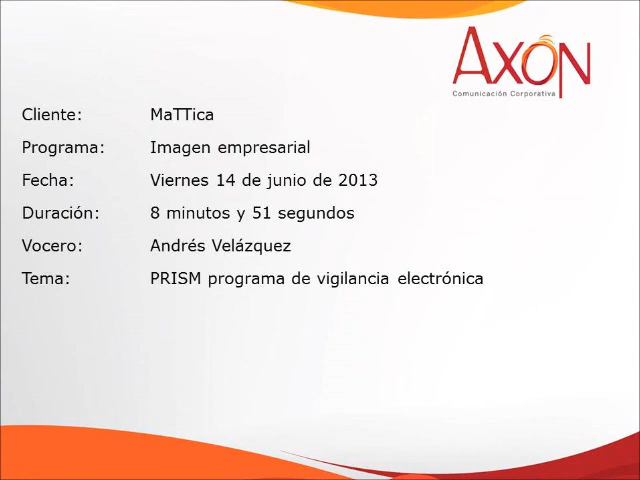 AXÓN
Comunicación Corporativa
Cliente: MaTTica
Programa: Imagen empresarial
Fecha: Viernes 14 de junio de 2013
Duración: 8 minutos y 51 segundos
Vocero: Andrés Velázquez
Tema: PRISM programa de vigilancia electrónica